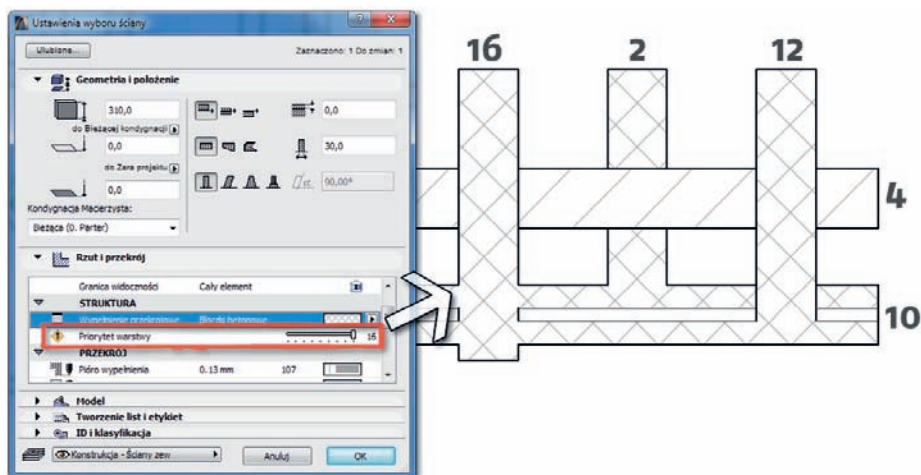 Ustawienia wyboru ściany
Ulubione...
Zaznaczono: 1 Do zmian: 1
Geometria i położenie
310,0
0,0
do Bieżącej kondygnacji
0,0
30,0
do Zera projektu
0,0
90,00°
Kondygnacja Macierzysta:
Bieżąca (0. Parter)
Rzut i przekrój
Granica widoczności Cały element
STRUKTURA
Wypełnienie przekrojowe Bloczki betonowe
Priorytet warstwy 16
PRZEKRÓJ
Pióro wypełnienia 0.13 mm 107
Model
Tworzenie list i etykiet
ID i klasyfikacja
Konstrukcja - Ściany zew
Anuluj
OK
16 2 12
4
10